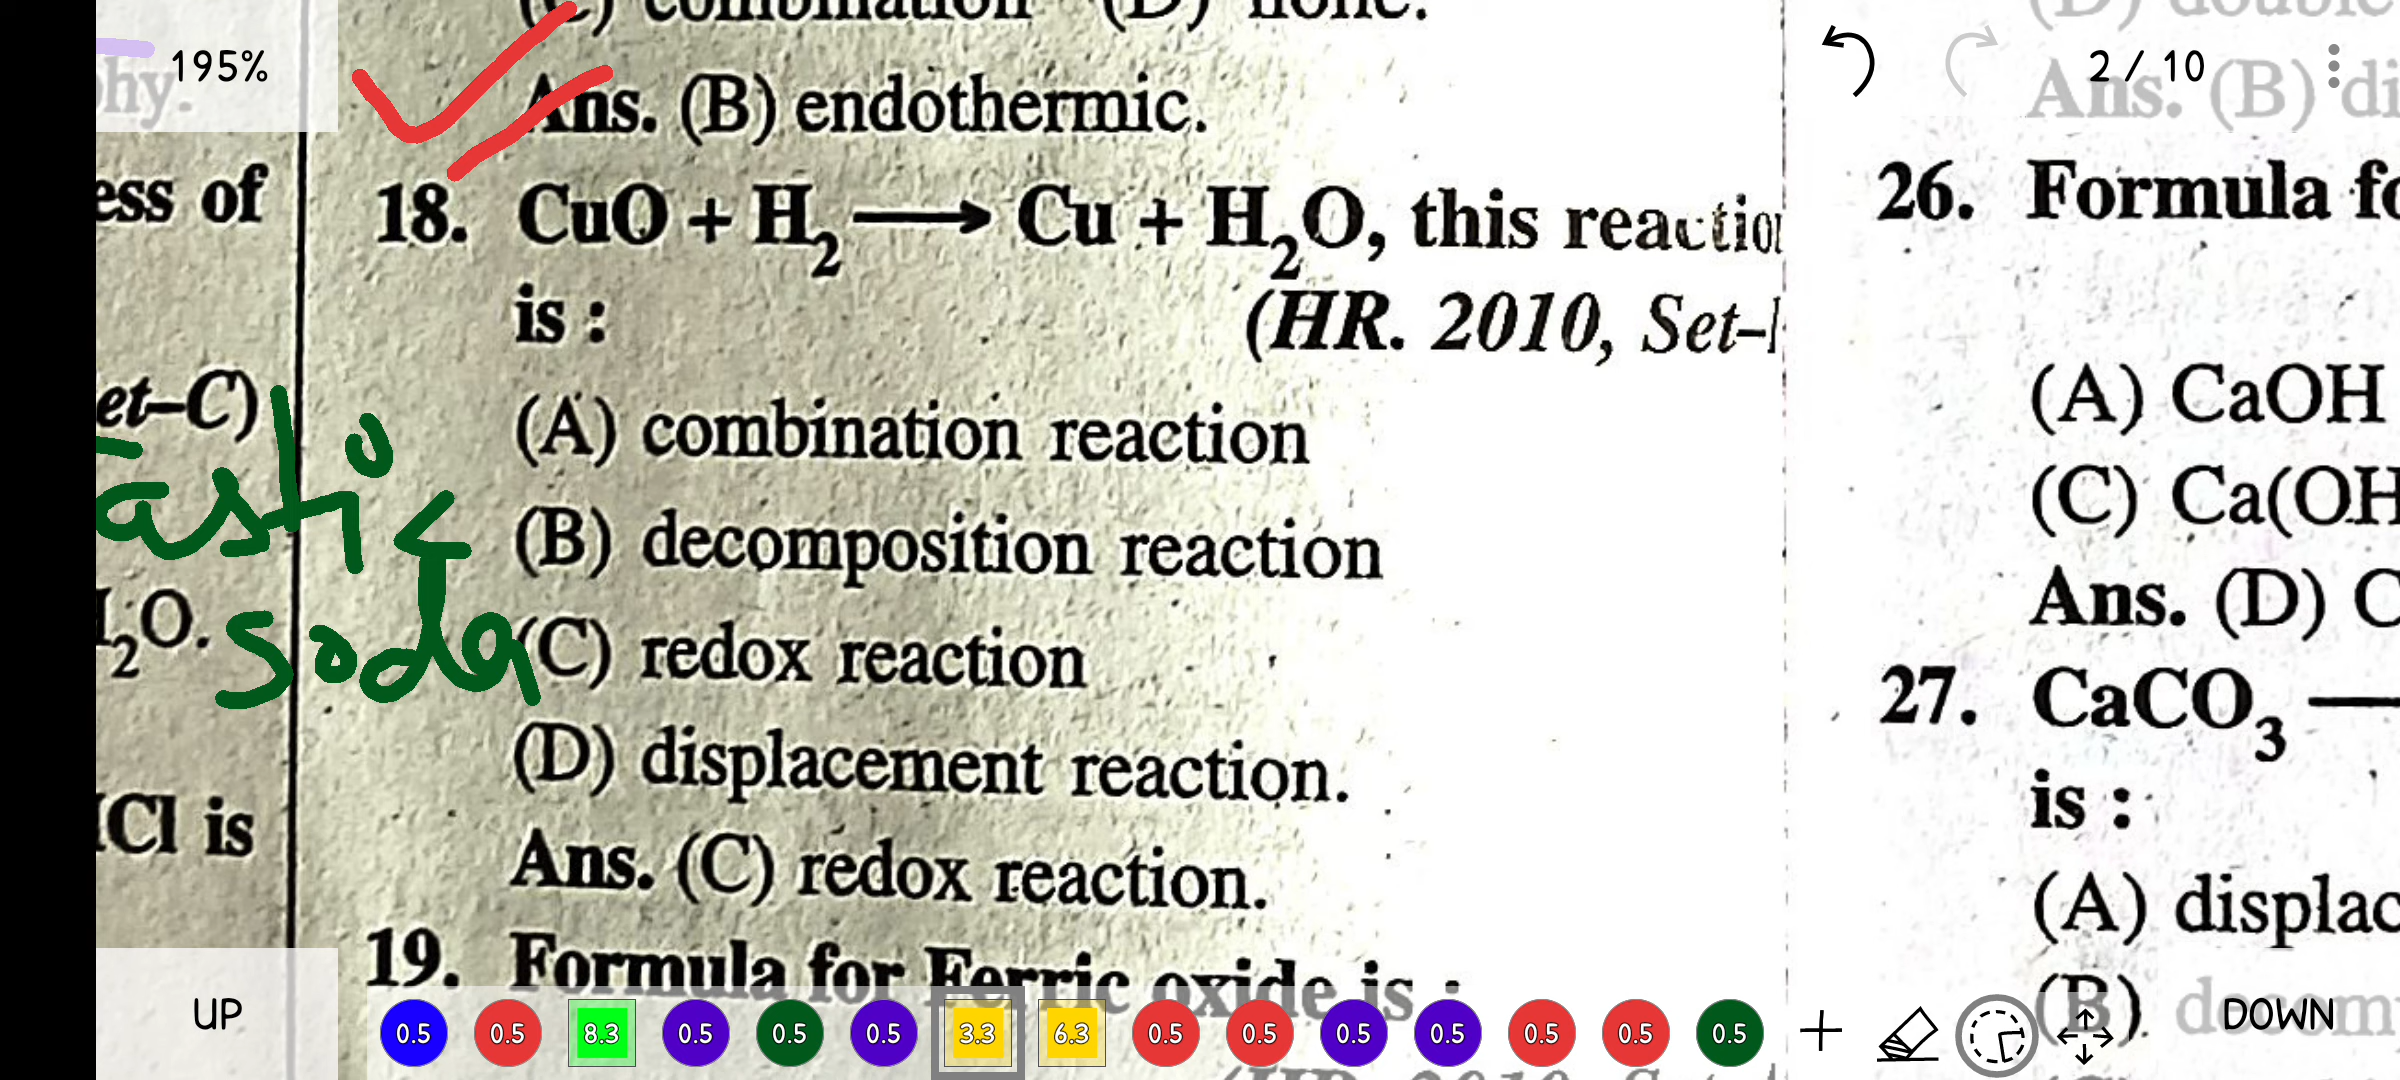 (C) combination (D) none.
195%
hy.
Ans. (B) endothermic.
2 / 10
Ans. (B) di
ess of
18. CuO + H₂ ⟶ Cu + H₂O, this reaction
is :
(HR. 2010, Set–
et–C)
(A) combination reaction
astic
(B) decomposition reaction
I₂O.
soda
(C) redox reaction
(D) displacement reaction.
Cl is
Ans. (C) redox reaction.
19. Formula for Ferric oxide is :
26. Formula fo
(A) CaOH
(C) Ca(OH
Ans. (D) C
27. CaCO₃ —
is :
(A) displac
(B) decom
UP
0.5 0.5 8.3 0.5 0.5 0.5 3.3 6.3 0.5 0.5 0.5 0.5 0.5 0.5 0.5
DOWN